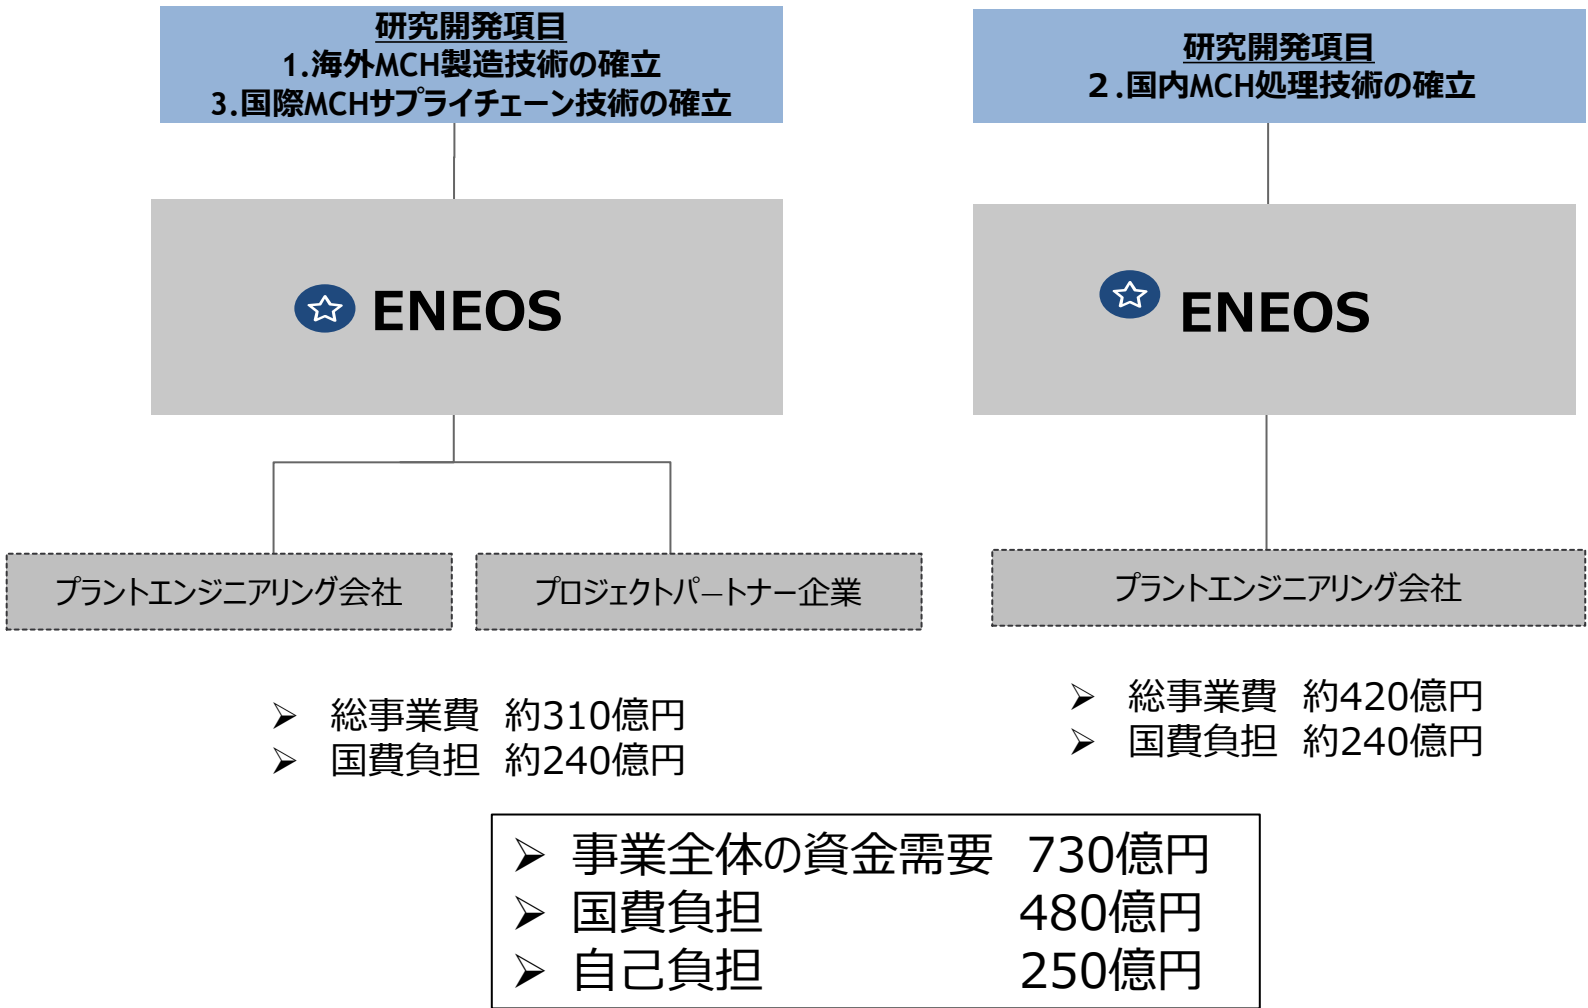 研究開発項目
1.海外MCH製造技術の確立
3.国際MCHサプライチェーン技術の確立
ENEOS
プラントエンジニアリング会社
プロジェクトパートナー企業
➢ 総事業費 約310億円
➢ 国費負担 約240億円
研究開発項目
２.国内MCH処理技術の確立
ENEOS
プラントエンジニアリング会社
➢ 総事業費 約420億円
➢ 国費負担 約240億円
➢ 事業全体の資金需要 730億円
➢ 国費負担 480億円
➢ 自己負担 250億円